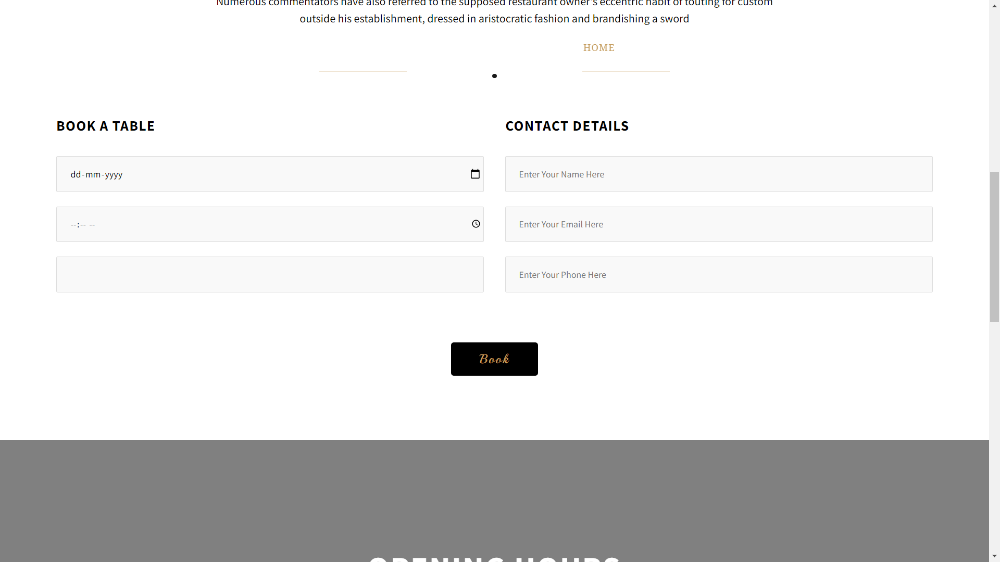 Numerous commentators have also referred to the supposed restaurant owner's eccentric habit of touting for custom
outside his establishment, dressed in aristocratic fashion and brandishing a sword
HOME
BOOK A TABLE
CONTACT DETAILS
dd-mm-yyyy
Enter Your Name Here
--:-- --
Enter Your Email Here
Enter Your Phone Here
Book
OPENING HOURS